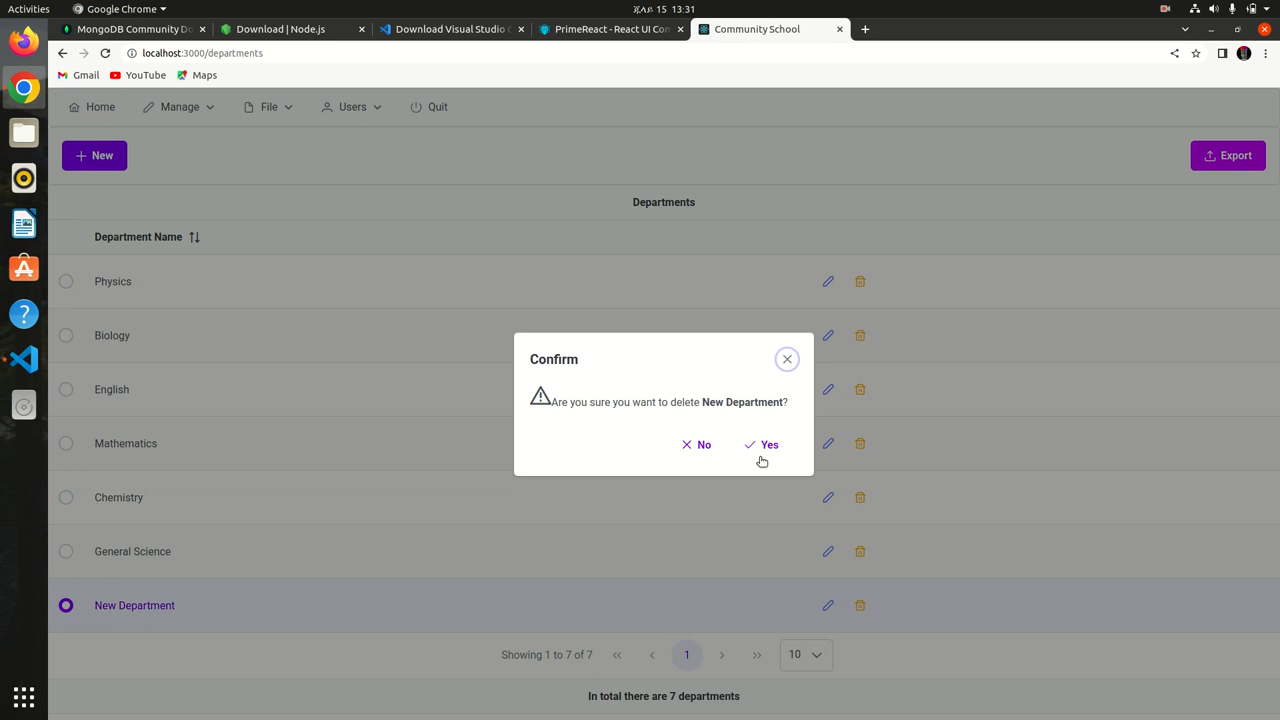 Activities
Google Chrome
15 13:31
MongoDB Community Do
Download | Node.js
Download Visual Studio C
PrimeReact - React UI Com
Community School
localhost:3000/departments
Gmail
YouTube
Maps
Home
Manage
File
Users
Quit
New
Export
Departments
Department Name
Physics
Biology
English
Mathematics
Chemistry
General Science
New Department
Confirm
Are you sure you want to delete New Department?
No
Yes
Showing 1 to 7 of 7
1
10
In total there are 7 departments